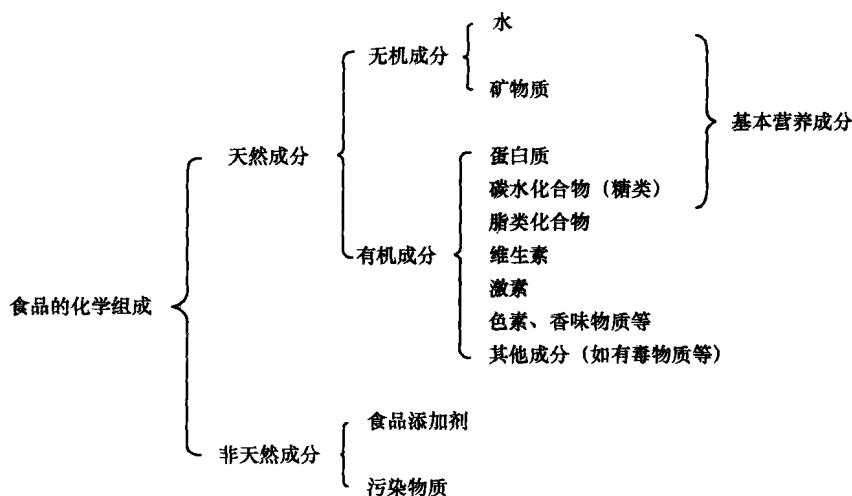 水
无机成分
矿物质
基本营养成分
天然成分
蛋白质
碳水化合物（糖类）
脂类化合物
有机成分
维生素
激素
食品的化学组成
色素、香味物质等
其他成分（如有毒物质等）
食品添加剂
非天然成分
污染物质